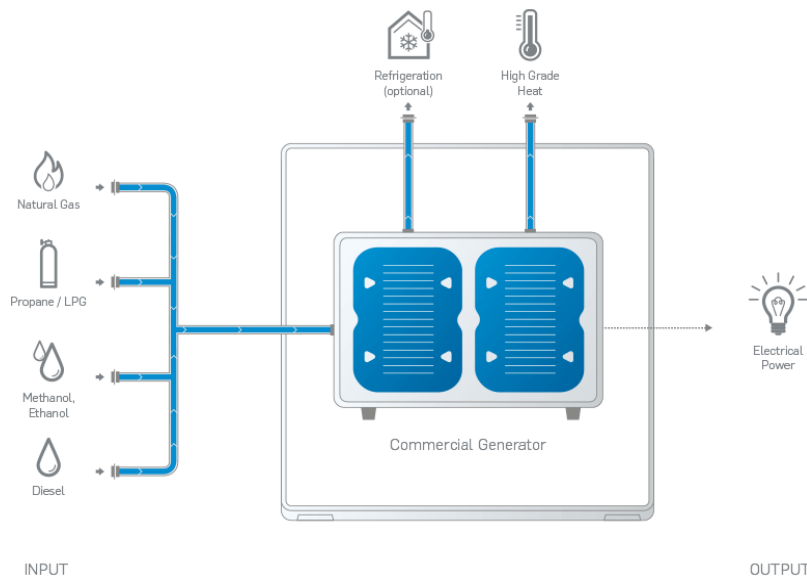 Refrigeration
(optional)
High Grade
Heat
Natural Gas
Propane / LPG
Methanol,
Ethanol
Diesel
Commercial Generator
Electrical
Power
INPUT
OUTPUT